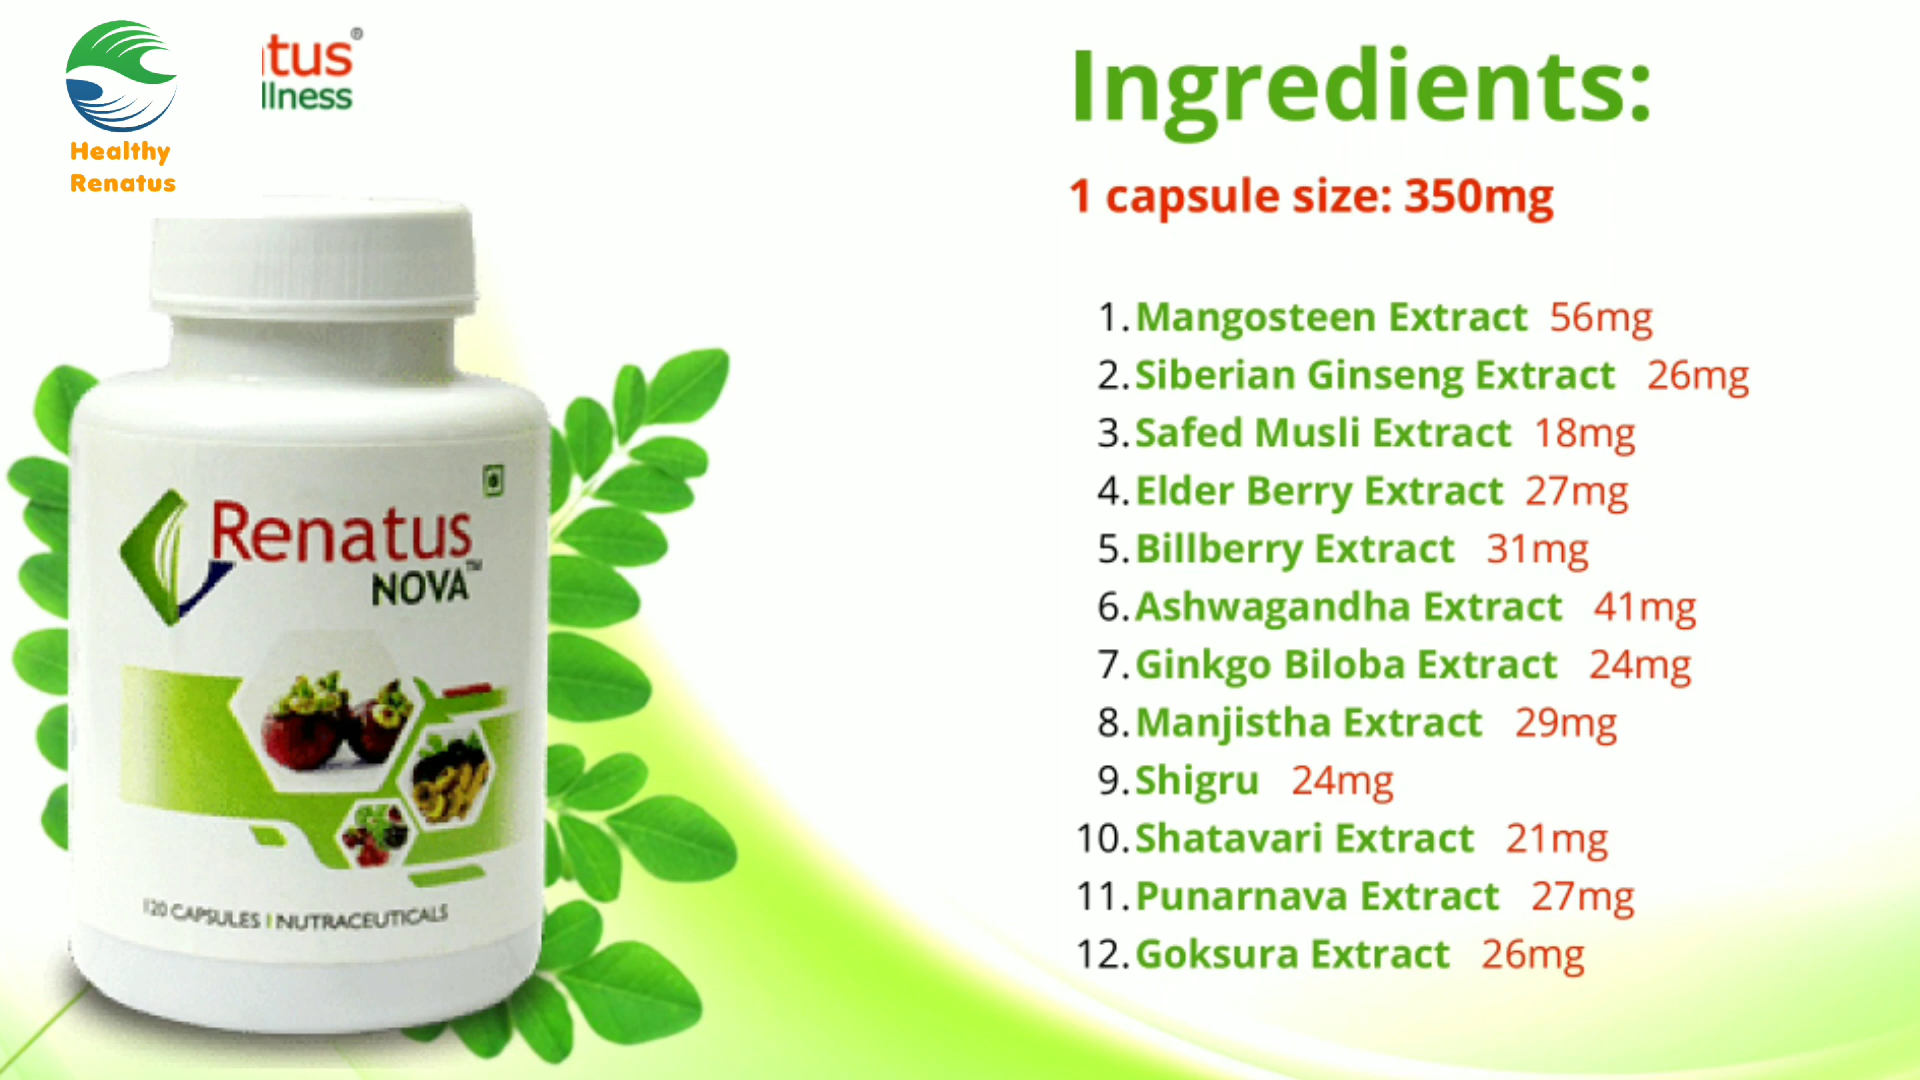 tus®
llness
Healthy
Renatus
Renatus
NOVA™
120 CAPSULES | NUTRACEUTICALS
Ingredients:
1 capsule size: 350mg
1. Mangosteen Extract 56mg
2. Siberian Ginseng Extract 26mg
3. Safed Musli Extract 18mg
4. Elder Berry Extract 27mg
5. Billberry Extract 31mg
6. Ashwagandha Extract 41mg
7. Ginkgo Biloba Extract 24mg
8. Manjistha Extract 29mg
9. Shigru 24mg
10. Shatavari Extract 21mg
11. Punarnava Extract 27mg
12. Goksura Extract 26mg